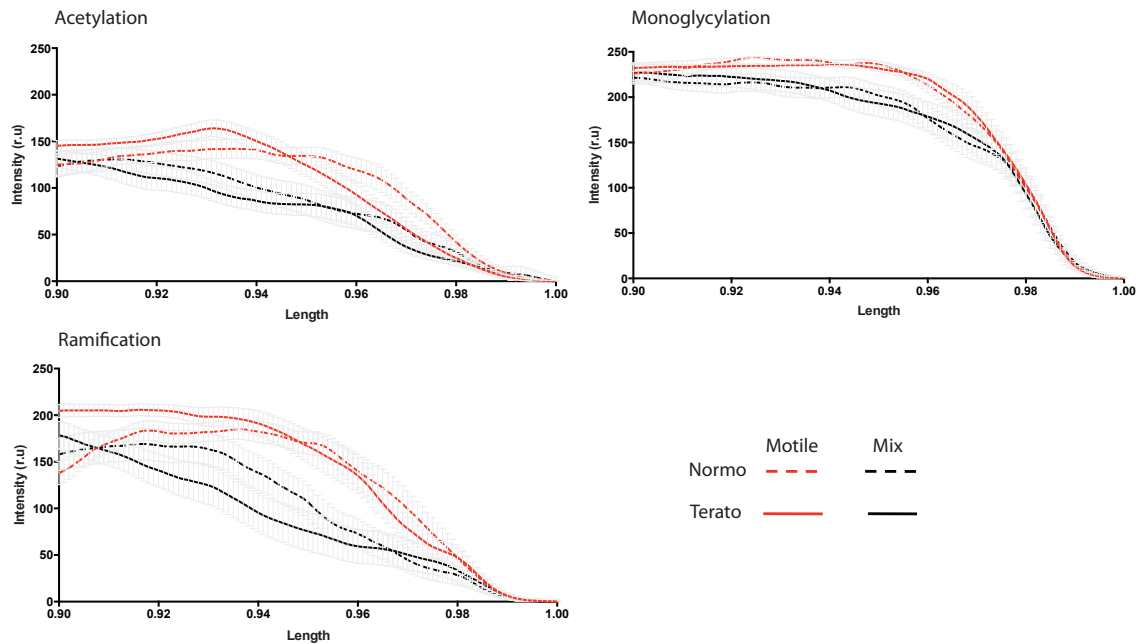 Acetylation
250
200
150
100
50
0
Intensity (r.u)
0.90 0.92 0.94 0.96 0.98 1.00
Length
Monoglycylation
250
200
150
100
50
0
Intensity (r.u)
0.90 0.92 0.94 0.96 0.98 1.00
Length
Ramification
250
200
150
100
50
0
Intensity (r.u)
0.90 0.92 0.94 0.96 0.98 1.00
Length
Motile Mix
Normo
Terato